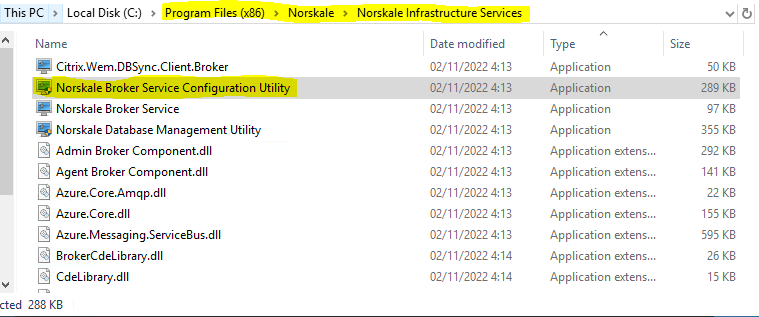 This PC > Local Disk (C:) > Program Files (x86) > Norskale > Norskale Infrastructure Services
Name Date modified Type Size
Citrix.Wem.DBSync.Client.Broker 02/11/2022 4:13 Application 50 KB
Norskale Broker Service Configuration Utility 02/11/2022 4:13 Application 289 KB
Norskale Broker Service 02/11/2022 4:13 Application 97 KB
Norskale Database Management Utility 02/11/2022 4:13 Application 355 KB
Admin Broker Component.dll 02/11/2022 4:13 Application extens... 292 KB
Agent Broker Component.dll 02/11/2022 4:13 Application extens... 141 KB
Azure.Core.Amqp.dll 02/11/2022 4:13 Application extens... 22 KB
Azure.Core.dll 02/11/2022 4:13 Application extens... 155 KB
Azure.Messaging.ServiceBus.dll 02/11/2022 4:13 Application extens... 595 KB
BrokerCdeLibrary.dll 02/11/2022 4:14 Application extens... 26 KB
CdeLibrary.dll 02/11/2022 4:14 Application extens... 15 KB
cted 288 KB